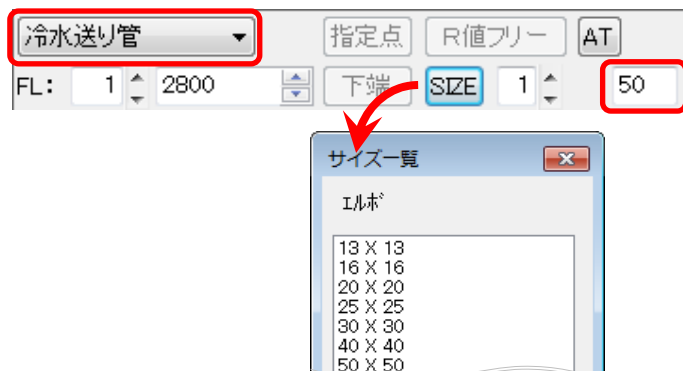 冷水送り管 指定点 R値フリー AT
FL: 1 2800 下端 SIZE 1 50
サイズ一覧
ｴﾙﾎﾞ
13 X 13
16 X 16
20 X 20
25 X 25
30 X 30
40 X 40
50 X 50